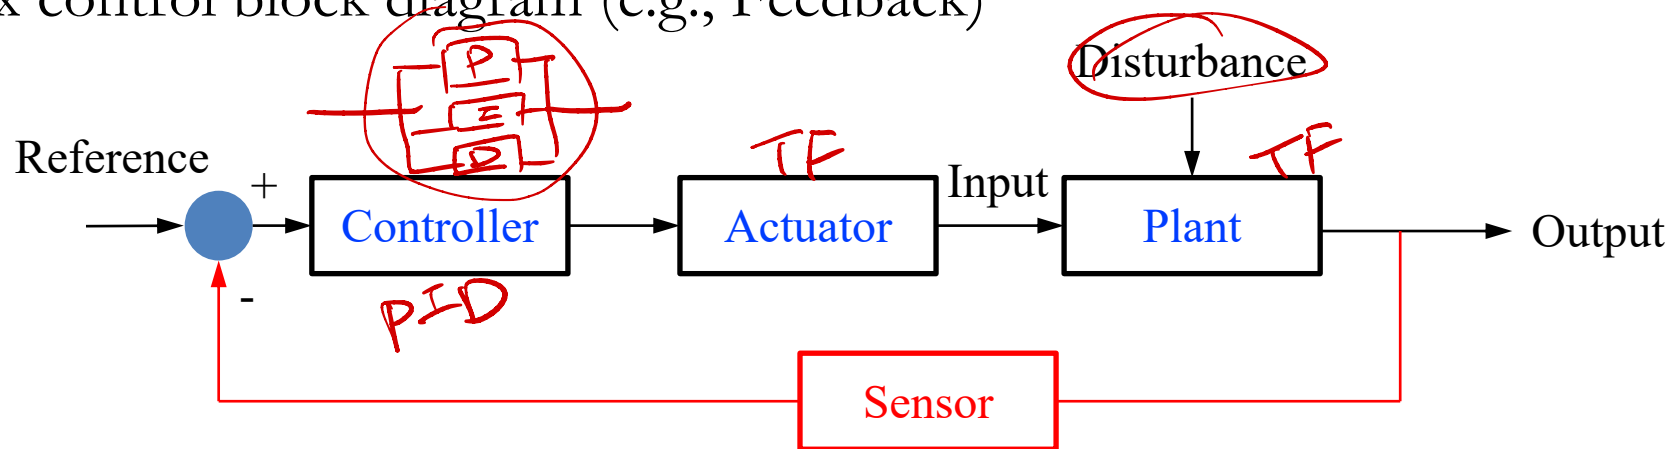 x control block diagram (e.g., Feedback)
P
I
D
Disturbance
TF
TF
Reference
+
Input
Controller
Actuator
Plant
Output
-
PID
Sensor